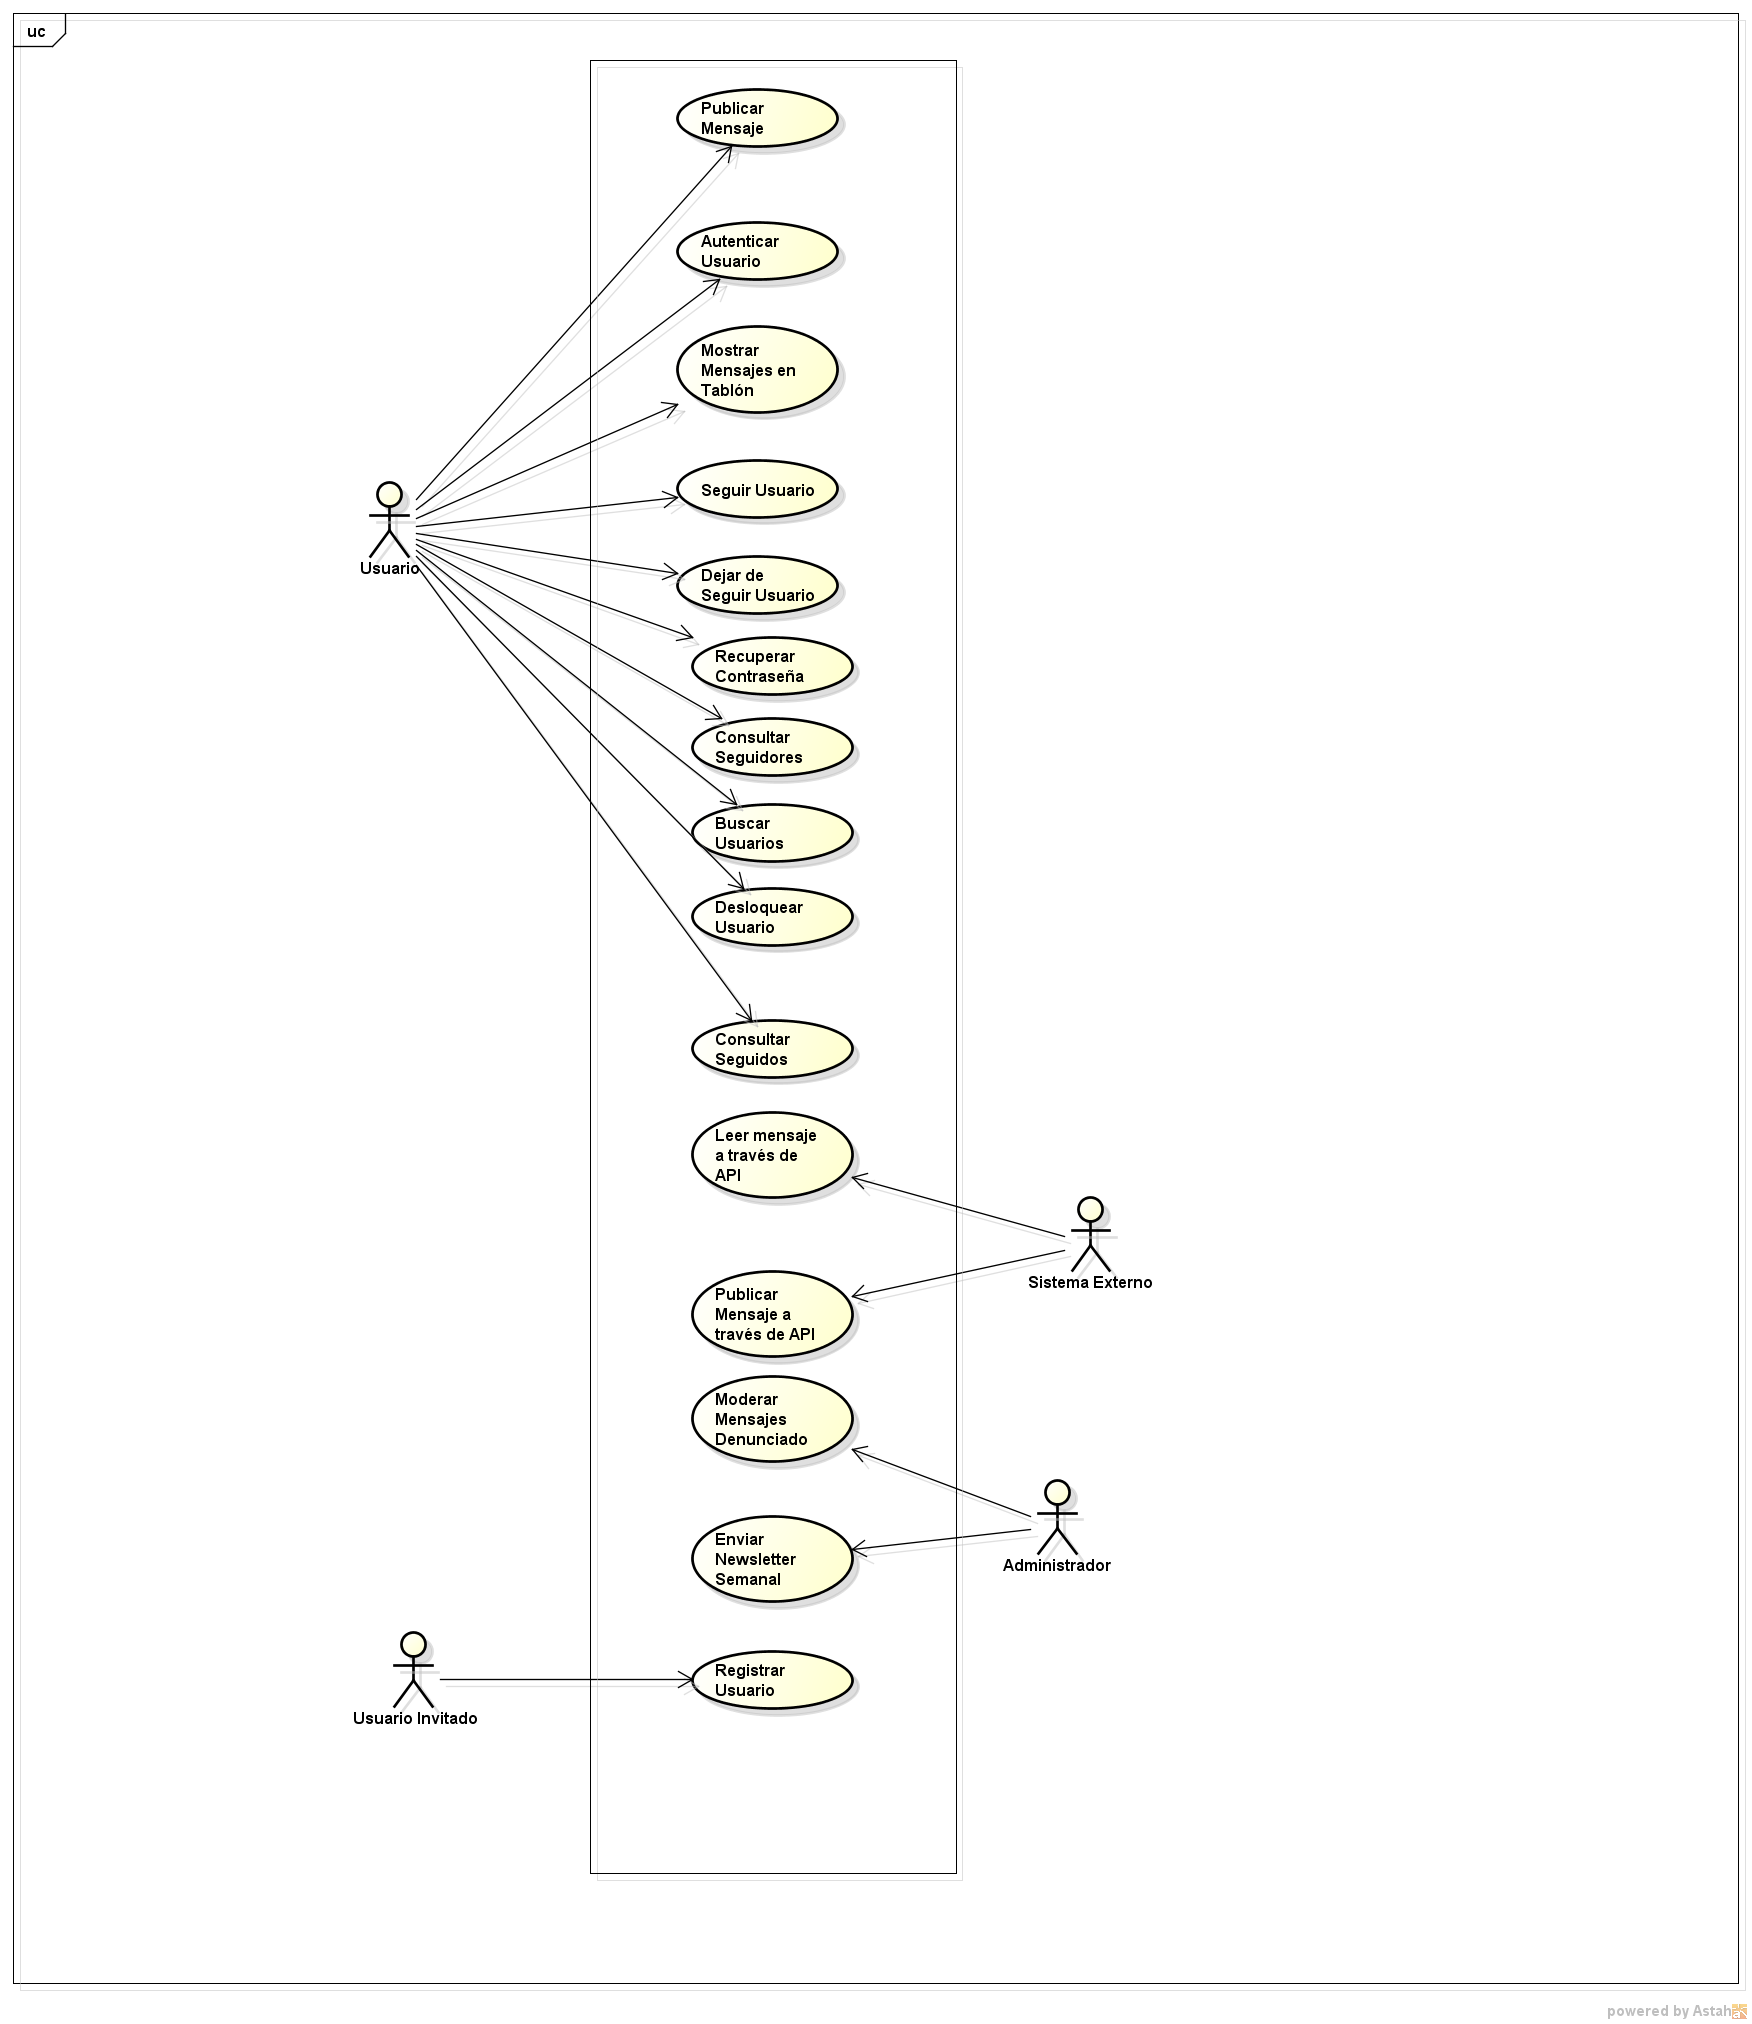 uc
Publicar
Mensaje
Autenticar
Usuario
Mostrar
Mensajes en
Tablón
Seguir Usuario
Usuario
Dejar de
Seguir Usuario
Recuperar
Contraseña
Consultar
Seguidores
Buscar
Usuarios
Desloquear
Usuario
Consultar
Seguidos
Leer mensaje
a través de
API
Sistema Externo
Publicar
Mensaje a
través de API
Moderar
Mensajes
Denunciado
Administrador
Enviar
Newsletter
Semanal
Registrar
Usuario
Usuario Invitado
powered by Astah